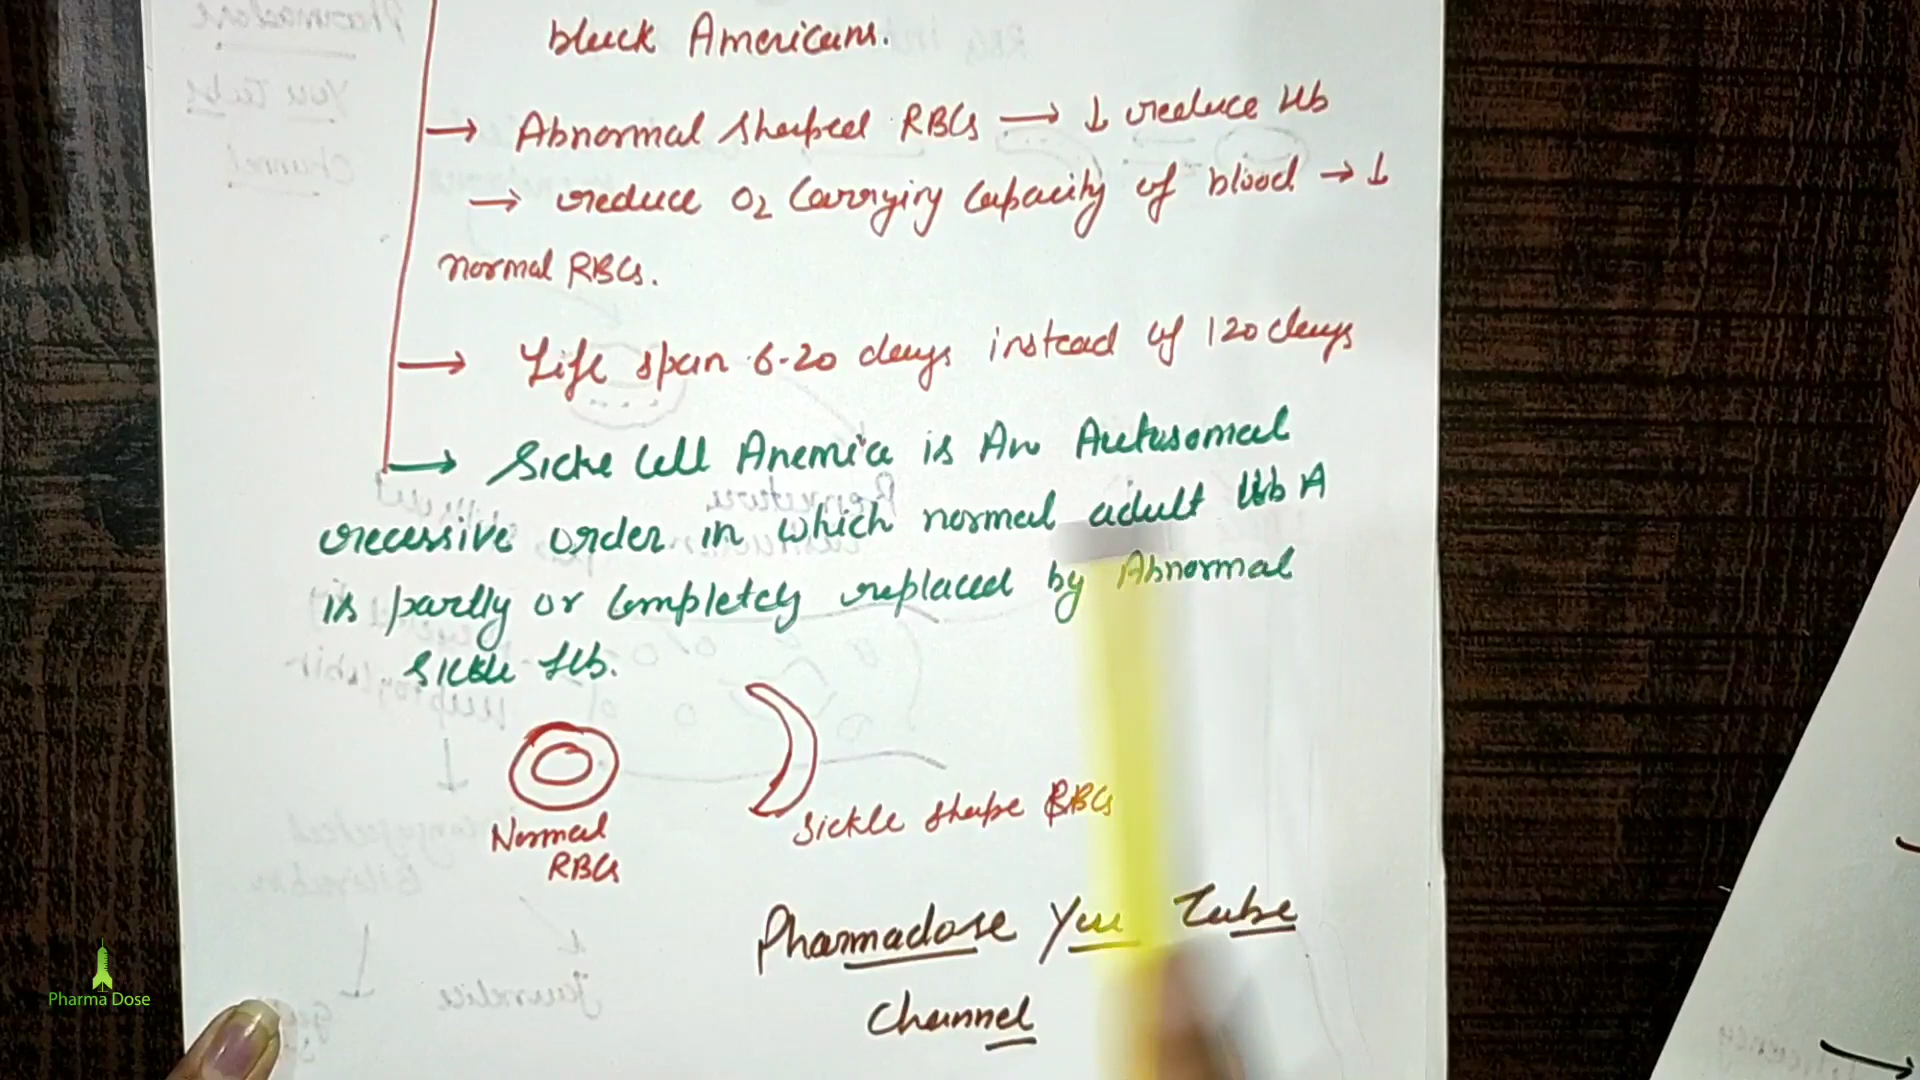 black Americans.
→ Abnormal shaped RBCs → ↓ reduce Hb
→ reduce O2 Carrying Capacity of blood → ↓
normal RBCs.
→ Life span 6-20 days instead of 120 days
→ Sickle Cell Anemia is An Autosomal
recessive order in which normal adult Hb A
is partly or Completely replaced by Abnormal
Sickle Hb.
Normal
RBCs
Sickle shape RBCs
Pharmadose You Tube
Channel
Pharma Dose